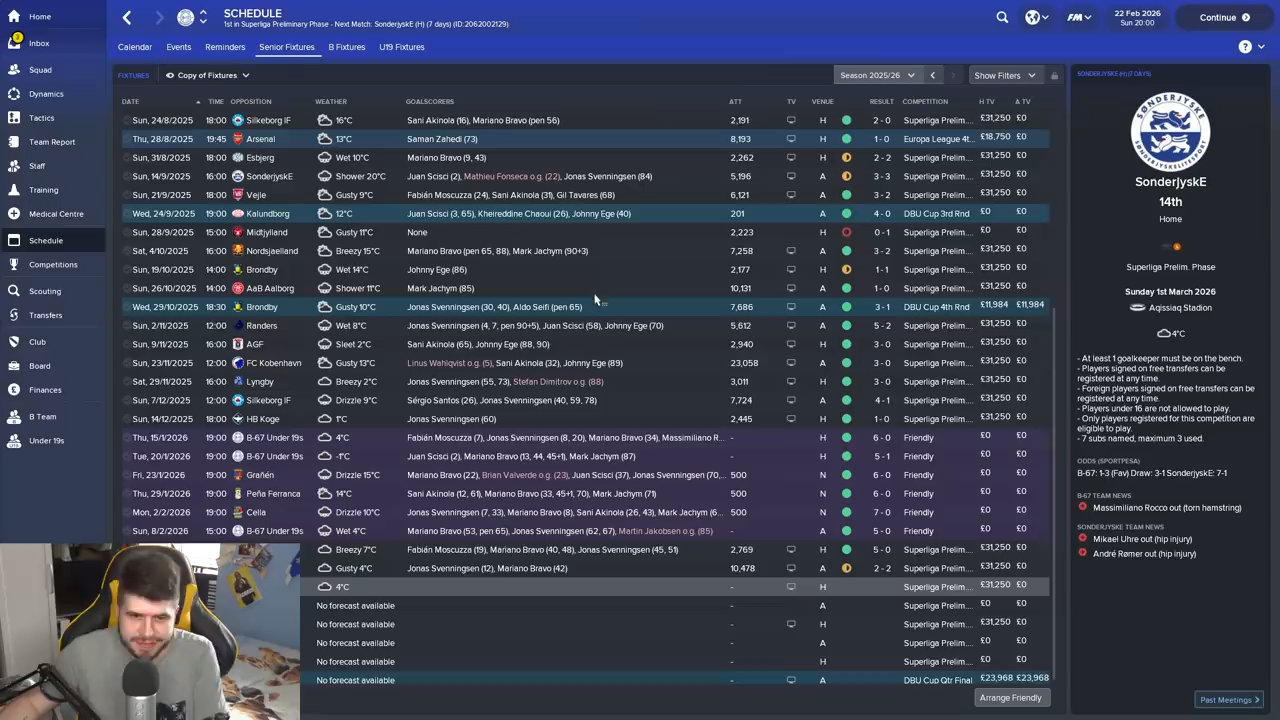 Home
SCHEDULE
1st in Superliga Preliminary Phase - Next Match: SonderjyskE (H) (7 days) (ID:2062002129)
FM
22 Feb 2026
Sun 20:00
Continue
3
Inbox
Calendar
Events
Reminders
Senior Fixtures
B Fixtures
U19 Fixtures
?
Squad
Dynamics
Tactics
Team Report
Staff
Training
Medical Centre
Schedule
Competitions
Scouting
Transfers
Club
Board
Finances
B Team
Under 19s
FIXTURES
Copy of Fixtures
Season 2025/26
Show Filters
DATE TIME OPPOSITION WEATHER GOALSCORERS ATT TV VENUE RESULT COMPETITION H TV A TV
Sun, 24/8/2025 18:00 Silkeborg IF 16°C Sani Akinola (16), Mariano Bravo (pen 56) 2,191 H 2 - 0 Superliga Prelim.... £31,250 £0
Thu, 28/8/2025 19:45 Arsenal 13°C Saman Zahedi (73) 8,193 H 1 - 0 Europa League 4t... £18,750 £0
Sun, 31/8/2025 18:00 Esbjerg Wet 10°C Mariano Bravo (9, 43) 2,262 H 2 - 2 Superliga Prelim.... £31,250 £0
Sun, 14/9/2025 16:00 SonderjyskE Shower 20°C Juan Scisci (2), Matheu Fonseca o.g. (22), Jonas Svenningsen (84) 5,196 A 3 - 3 Superliga Prelim.... £31,250 £0
Sun, 21/9/2025 18:00 Vejle Gusty 9°C Fabián Moscuzza (24), Sani Akinola (31), Gil Tavares (68) 6,121 A 3 - 2 Superliga Prelim.... £31,250 £0
Wed, 24/9/2025 19:00 Kalundborg 12°C Juan Scisci (3, 65), Kheireddine Chaoui (26), Johnny Ege (40) 201 A 4 - 0 DBU Cup 3rd Rnd £0 £0
Sun, 28/9/2025 15:00 Midtjylland Gusty 11°C None 2,223 H 0 - 1 Superliga Prelim.... £31,250 £0
Sat, 4/10/2025 16:00 Nordsjaelland Breezy 15°C Mariano Bravo (pen 65, 88), Mark Jachym (90+3) 7,258 A 3 - 2 Superliga Prelim.... £31,250 £0
Sun, 19/10/2025 14:00 Brondby Wet 14°C Johnny Ege (86) 2,177 H 1 - 1 Superliga Prelim.... £31,250 £0
Sun, 26/10/2025 14:00 AaB Aalborg Shower 11°C Mark Jachym (85) 10,131 A 1 - 0 Superliga Prelim.... £31,250 £0
Wed, 29/10/2025 18:30 Brondby Gusty 10°C Jonas Svenningsen (30, 40), Aldo Seifi (pen 65) 7,686 A 3 - 1 DBU Cup 4th Rnd £11,984 £11,984
Sun, 2/11/2025 12:00 Randers Wet 8°C Jonas Svenningsen (4, 7, pen 90+5), Juan Scisci (58), Johnny Ege (70) 5,612 A 5 - 2 Superliga Prelim.... £31,250 £0
Sun, 9/11/2025 16:00 AGF Sleet 2°C Sani Akinola (65), Johnny Ege (88, 90) 2,940 H 3 - 0 Superliga Prelim.... £31,250 £0
Sun, 23/11/2025 12:00 FC Kobenhavn Gusty 13°C Linus Wahlqvist o.g. (5), Sani Akinola (32), Johnny Ege (89) 23,058 A 3 - 0 Superliga Prelim.... £31,250 £0
Sat, 29/11/2025 16:00 Lyngby Breezy 2°C Jonas Svenningsen (55, 73), Stefan Dimitrov o.g. (88) 3,011 H 3 - 0 Superliga Prelim.... £31,250 £0
Sun, 7/12/2025 12:00 Silkeborg IF Drizzle 9°C Sérgio Santos (26), Jonas Svenningsen (40, 59, 78) 7,724 A 4 - 1 Superliga Prelim.... £31,250 £0
Sun, 14/12/2025 18:00 HB Koge 1°C Jonas Svenningsen (60) 2,445 H 1 - 0 Superliga Prelim.... £31,250 £0
Thu, 15/1/2026 19:00 B-67 Under 19s 4°C Fabián Moscuzza (7), Jonas Svenningsen (8, 20), Mariano Bravo (34), Massimiliano R... - H 6 - 0 Friendly £0 £0
Tue, 20/1/2026 19:00 B-67 Under 19s -1°C Juan Scisci (2), Mariano Bravo (13, 44, 45+1), Mark Jachym (87) - H 5 - 1 Friendly £0 £0
Fri, 23/1/2026 19:00 Grañén Drizzle 15°C Mariano Bravo (22), Brian Valverde o.g. (23), Juan Scisci (37), Jonas Svenningsen (70,... 500 N 6 - 0 Friendly £0 £0
Thu, 29/1/2026 19:00 Peña Ferranca 14°C Sani Akinola (12, 61), Mariano Bravo (33, 45+1, 70), Mark Jachym (71) 500 N 6 - 0 Friendly £0 £0
Mon, 2/2/2026 19:00 Cella Drizzle 10°C Jonas Svenningsen (7, 33), Mariano Bravo (8), Sani Akinola (26, 43), Mark Jachym (6... 500 N 7 - 0 Friendly £0 £0
Sun, 8/2/2026 15:00 B-67 Under 19s Wet 4°C Mariano Bravo (53, pen 65), Jonas Svenningsen (62, 67), Martin Jakobsen o.g. (85) - H 5 - 0 Friendly £0 £0
Breezy 7°C Fabián Moscuzza (19), Mariano Bravo (40, 48), Jonas Svenningsen (45, 51) 2,769 H 5 - 0 Superliga Prelim.... £31,250 £0
Gusty 4°C Jonas Svenningsen (12), Mariano Bravo (42) 10,478 A 2 - 2 Superliga Prelim.... £31,250 £0
4°C - H Superliga Prelim.... £31,250 £0
No forecast available - A Superliga Prelim.... £0 £0
No forecast available - H Superliga Prelim.... £31,250 £0
No forecast available - A Superliga Prelim.... £0 £0
No forecast available - H Superliga Prelim.... £0 £0
No forecast available - A DBU Cup Qtr Final £23,968 £23,968
Arrange Friendly
SONDERJYSKE (H) (7 DAYS)
SØNDERJYSKE
SØNDERJYSKELITESPORT
SonderjyskE
14th
Home
Superliga Prelim. Phase
Sunday 1st March 2026
Aqissiaq Stadion
4°C
- At least 1 goalkeeper must be on the bench.
- Players signed on free transfers can be
registered at any time.
- Foreign players signed on free transfers can be
registered at any time.
- Players under 16 are not allowed to play.
- Only players registered for this competition are
eligible to play.
- 7 subs named, maximum 3 used.
ODDS (SPORTPESA)
B-67: 1-3 (Fav) Draw: 3-1 SonderjyskE: 7-1
B-67 TEAM NEWS
Massimiliano Rocco out (torn hamstring)
SONDERJYSKE TEAM NEWS
Mikael Uhre out (hip injury)
André Rømer out (hip injury)
Past Meetings